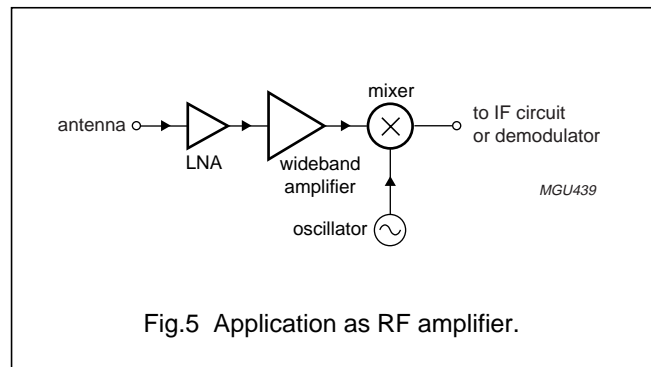 mixer
antenna
to IF circuit
or demodulator
LNA
wideband
amplifier
MGU439
oscillator
Fig.5 Application as RF amplifier.